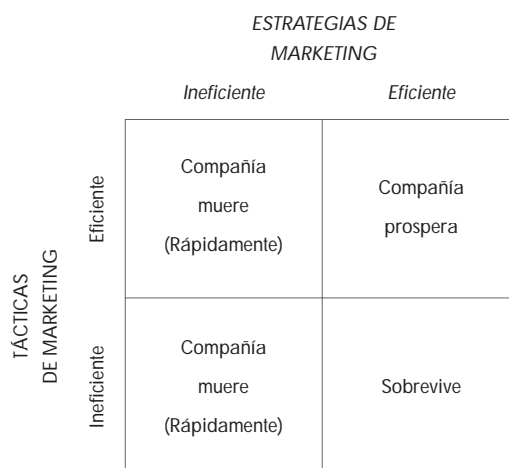 ESTRATEGIAS DE
MARKETING
Ineficiente
Eficiente
TÁCTICAS
DE MARKETING
Eficiente
Compañía
muere
(Rápidamente)
Compañía
prospera
Ineficiente
Compañía
muere
(Rápidamente)
Sobrevive